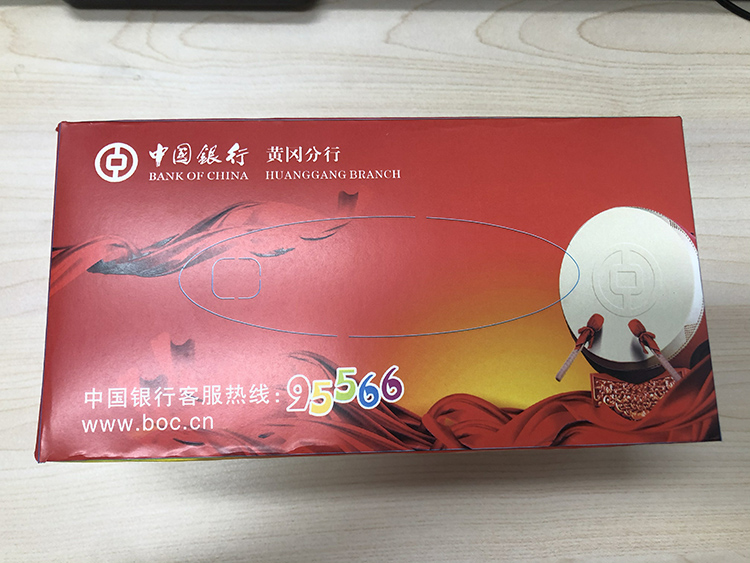 中国银行 黄冈分行
BANK OF CHINA HUANGGANG BRANCH
中国银行客服热线：95566
www.boc.cn